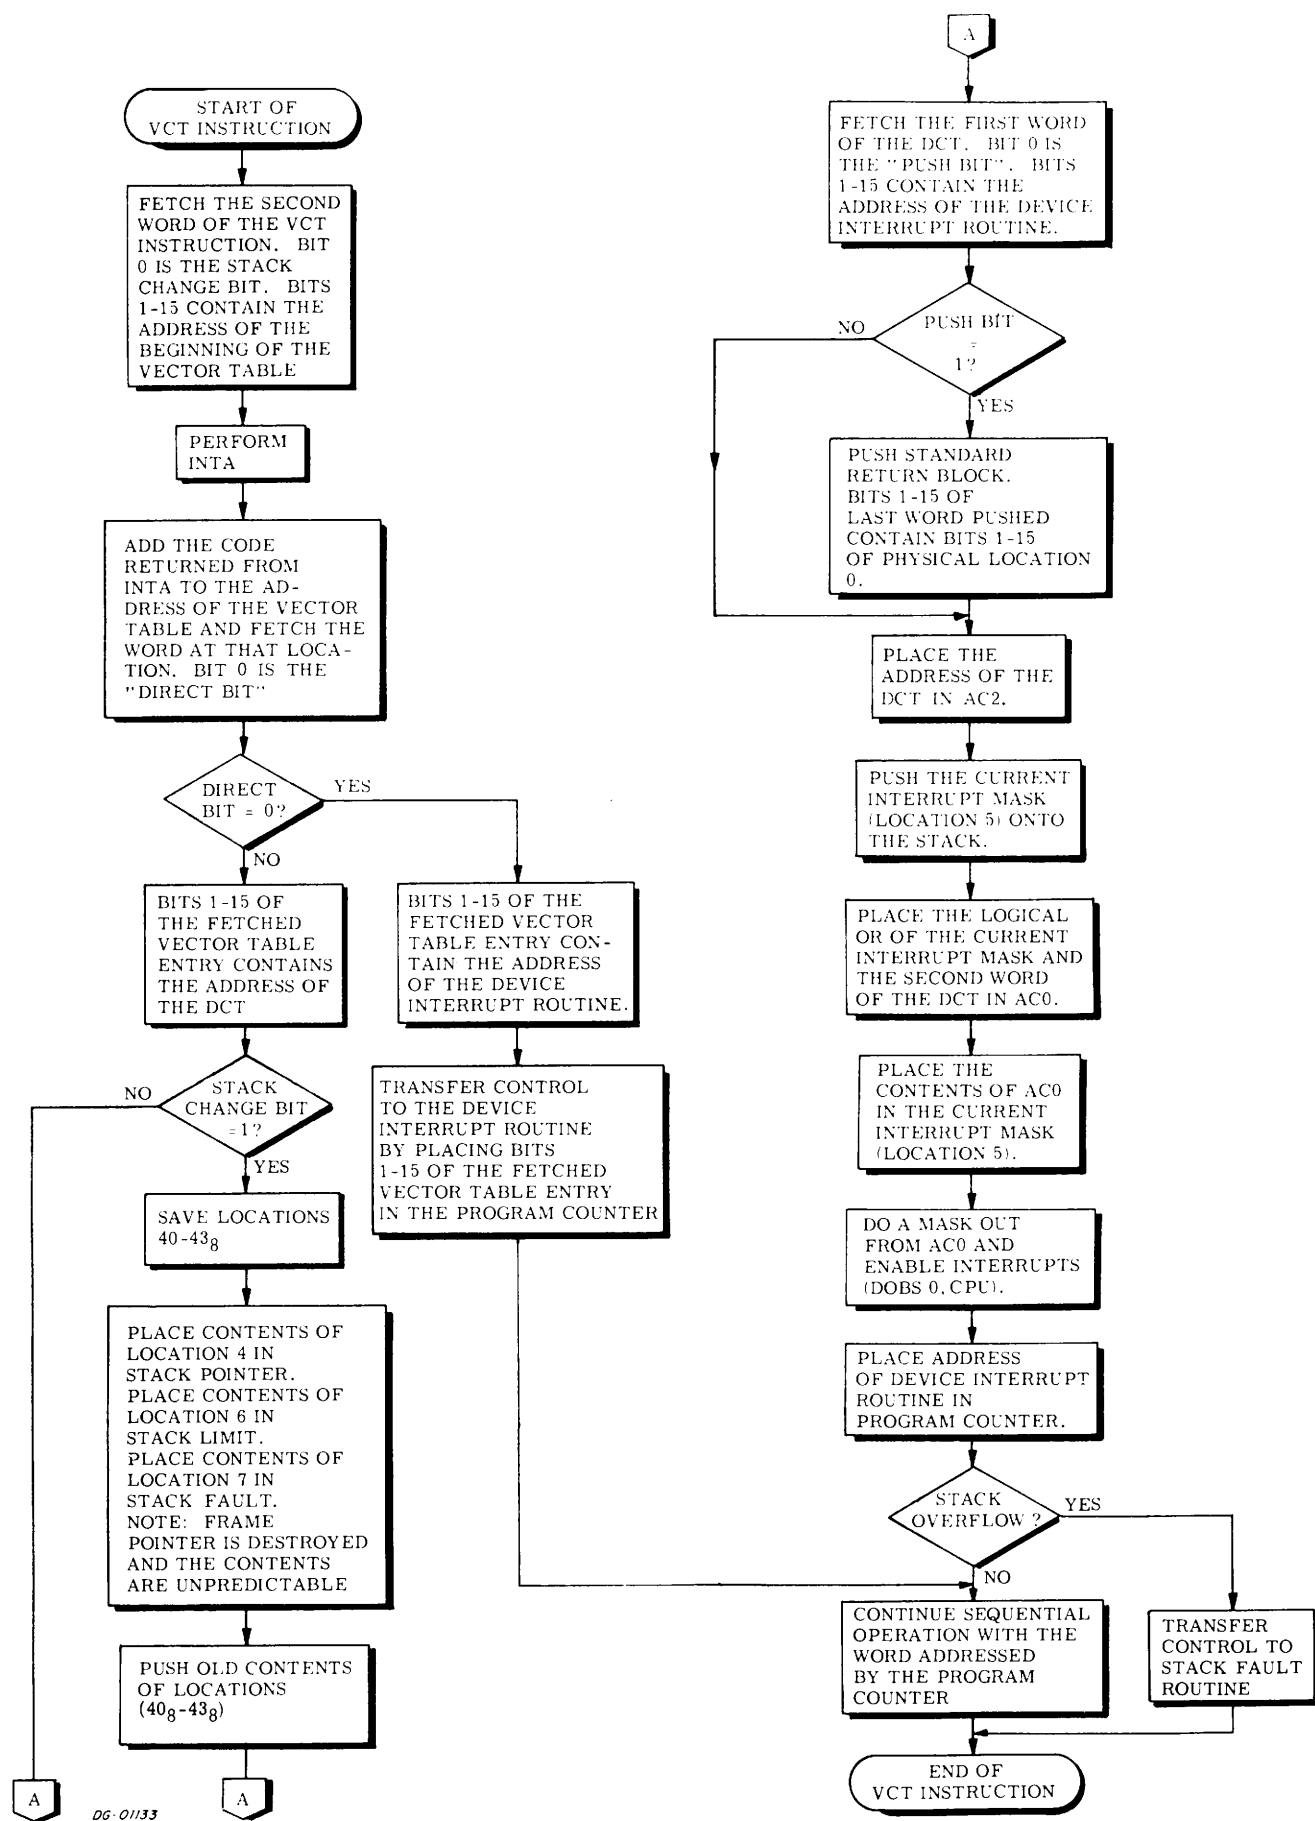 START OF
VCT INSTRUCTION
FETCH THE SECOND
WORD OF THE VCT
INSTRUCTION. BIT
0 IS THE STACK
CHANGE BIT. BITS
1-15 CONTAIN THE
ADDRESS OF THE
BEGINNING OF THE
VECTOR TABLE
PERFORM
INTA
ADD THE CODE
RETURNED FROM
INTA TO THE AD-
DRESS OF THE VECTOR
TABLE AND FETCH THE
WORD AT THAT LOCA-
TION. BIT 0 IS THE
"DIRECT BIT"
DIRECT
BIT = 0?
YES
NO
BITS 1-15 OF
THE FETCHED
VECTOR TABLE
ENTRY CONTAINS
THE ADDRESS OF
THE DCT
BITS 1-15 OF THE
FETCHED VECTOR
TABLE ENTRY CON-
TAIN THE ADDRESS
OF THE DEVICE
INTERRUPT ROUTINE.
TRANSFER CONTROL
TO THE DEVICE
INTERRUPT ROUTINE
BY PLACING BITS
1-15 OF THE FETCHED
VECTOR TABLE ENTRY
IN THE PROGRAM COUNTER
NO
STACK
CHANGE BIT
=1?
YES
SAVE LOCATIONS
40-43₈
PLACE CONTENTS OF
LOCATION 4 IN
STACK POINTER.
PLACE CONTENTS OF
LOCATION 6 IN
STACK LIMIT.
PLACE CONTENTS OF
LOCATION 7 IN
STACK FAULT.
NOTE: FRAME
POINTER IS DESTROYED
AND THE CONTENTS
ARE UNPREDICTABLE
PUSH OLD CONTENTS
OF LOCATIONS
(40₈-43₈)
A
A
DG-01133
A
FETCH THE FIRST WORD
OF THE DCT. BIT 0 IS
THE "PUSH BIT". BITS
1-15 CONTAIN THE
ADDRESS OF THE DEVICE
INTERRUPT ROUTINE.
NO
PUSH BIT
=
1?
YES
PUSH STANDARD
RETURN BLOCK.
BITS 1-15 OF
LAST WORD PUSHED
CONTAIN BITS 1-15
OF PHYSICAL LOCATION
0.
PLACE THE
ADDRESS OF THE
DCT IN AC2.
PUSH THE CURRENT
INTERRUPT MASK
(LOCATION 5) ONTO
THE STACK.
PLACE THE LOGICAL
OR OF THE CURRENT
INTERRUPT MASK AND
THE SECOND WORD
OF THE DCT IN AC0.
PLACE THE
CONTENTS OF AC0
IN THE CURRENT
INTERRUPT MASK
(LOCATION 5).
DO A MASK OUT
FROM AC0 AND
ENABLE INTERRUPTS
(DOBS 0, CPU).
PLACE ADDRESS
OF DEVICE INTERRUPT
ROUTINE IN
PROGRAM COUNTER.
STACK
OVERFLOW ?
YES
NO
CONTINUE SEQUENTIAL
OPERATION WITH THE
WORD ADDRESSED
BY THE PROGRAM
COUNTER
TRANSFER
CONTROL TO
STACK FAULT
ROUTINE
END OF
VCT INSTRUCTION